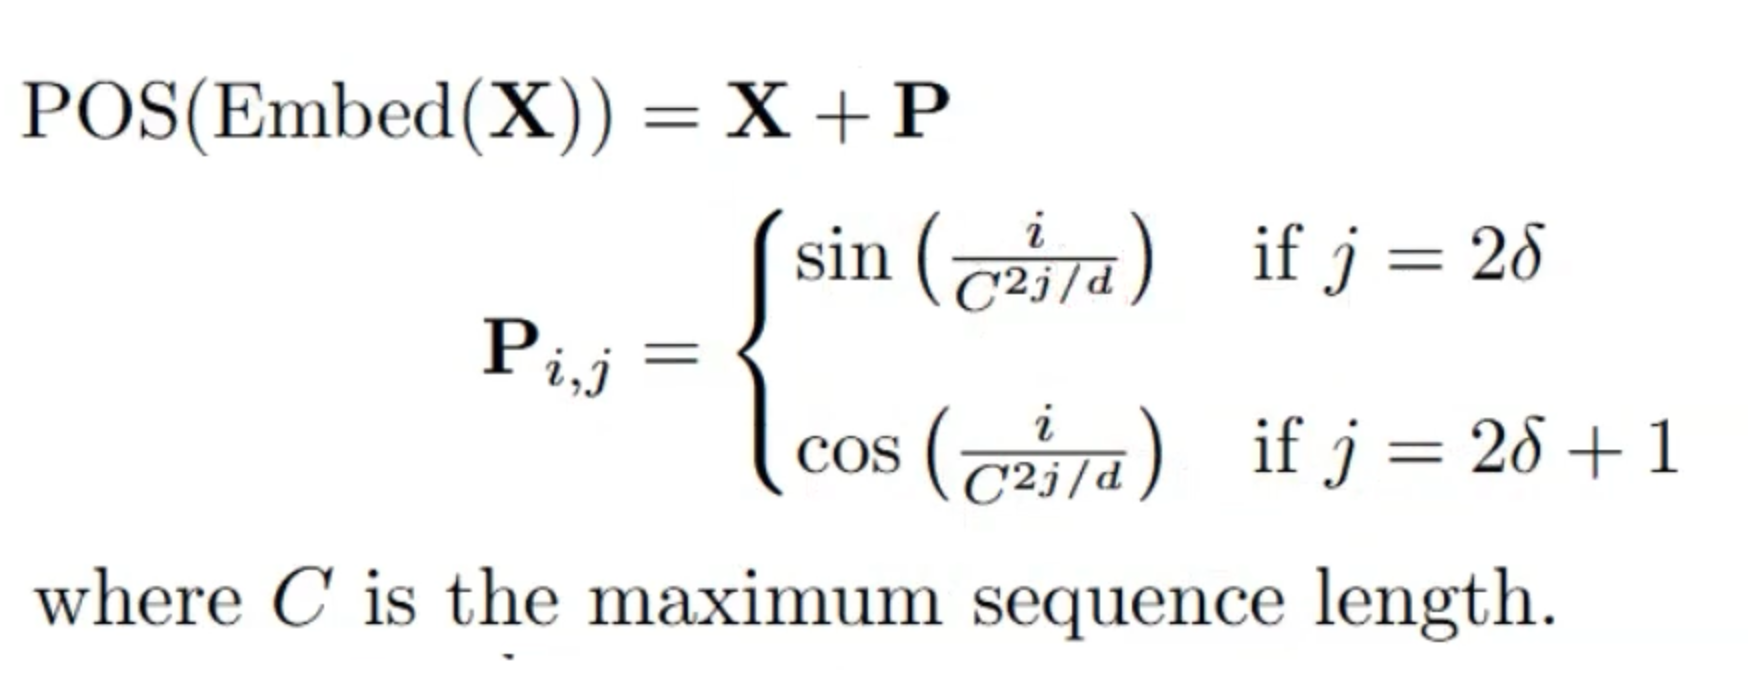 POS(Embed(X)) = X + P
P_{i,j} = { sin ( i / C^{2j/d} ) if j = 2δ
cos ( i / C^{2j/d} ) if j = 2δ + 1
where C is the maximum sequence length.